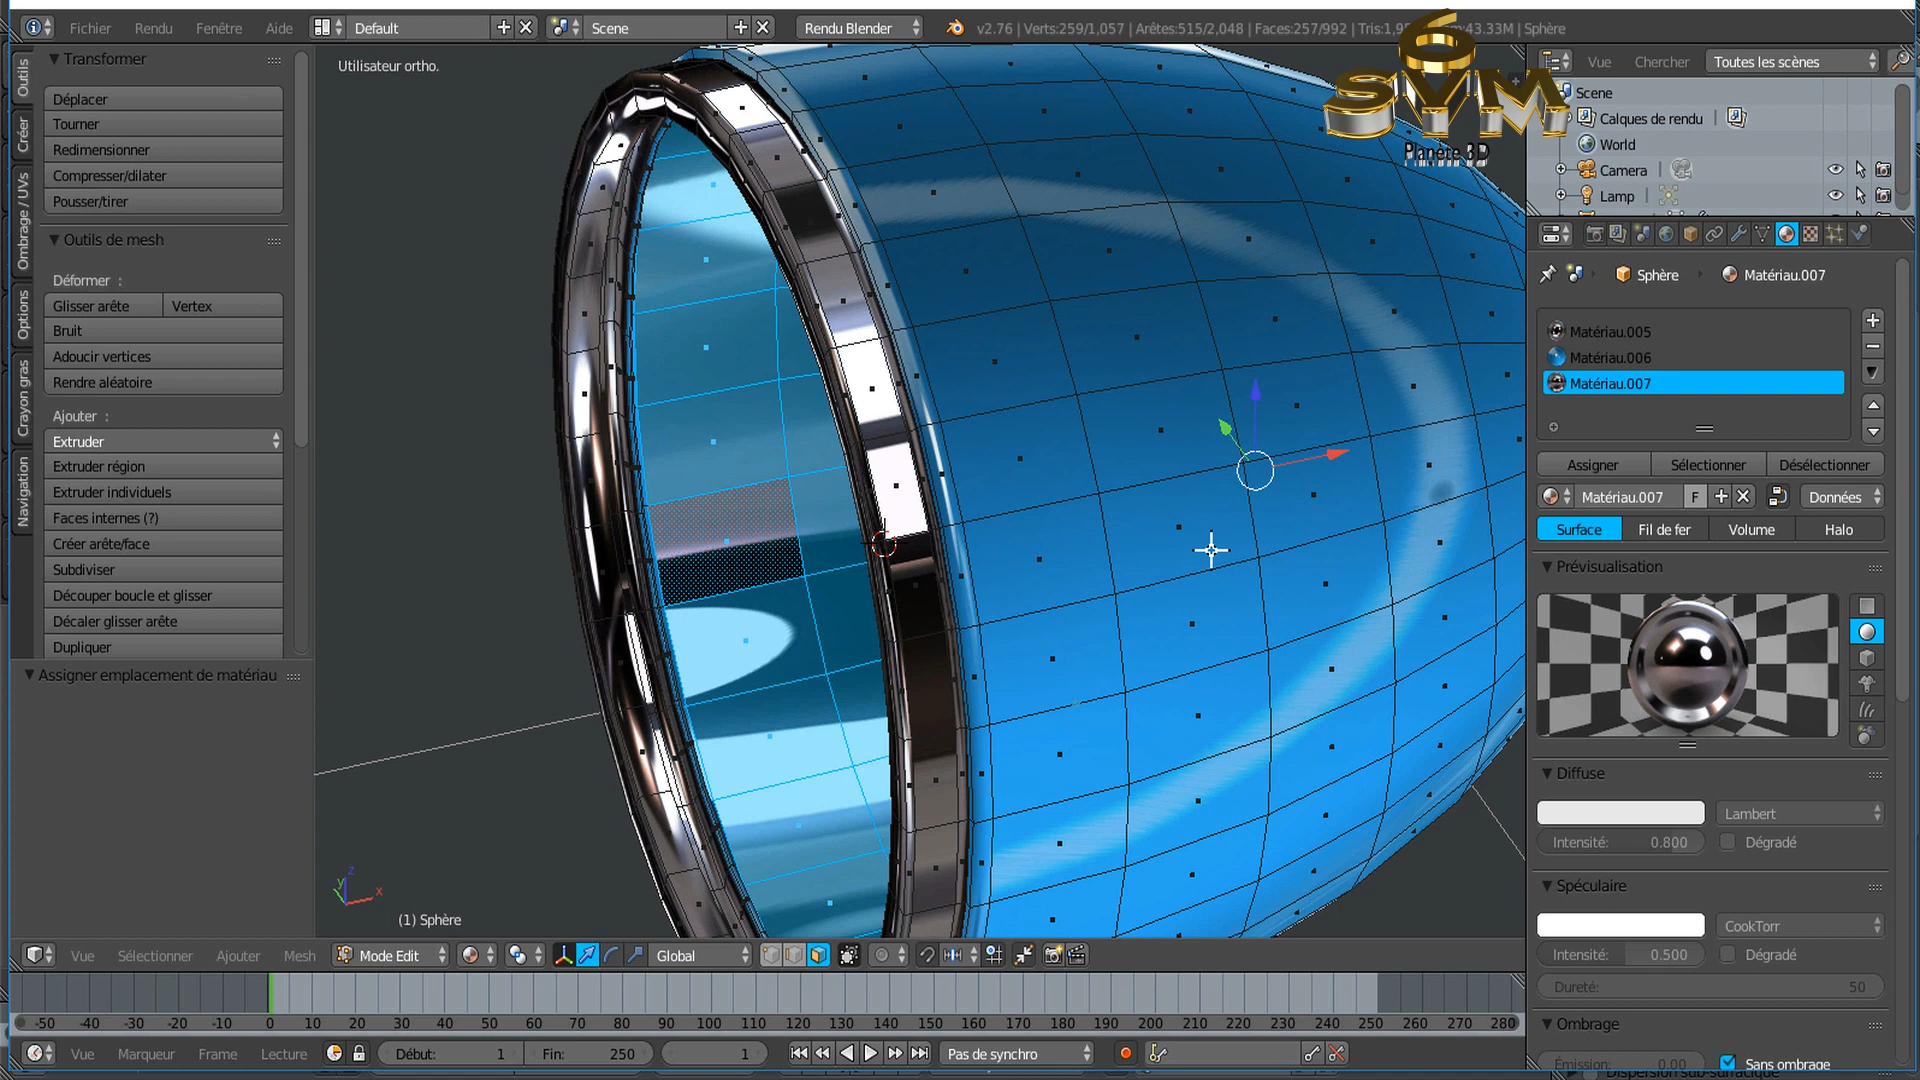 Fichier Rendu Fenêtre Aide Default Scene Rendu Blender v2.76 | Verts:259/1,057 | Arêtes:515/2,048 | Faces:257/992 | Sphère
6
SVM
Planète 3D
Outils
Créer
Ombrage / UVs
Options
Crayon gras
Navigation
Transformer
Déplacer
Tourner
Redimensionner
Compresser/dilater
Pousser/tirer
Outils de mesh
Déformer :
Glisser arête Vertex
Bruit
Adoucir vertices
Rendre aléatoire
Ajouter :
Extruder
Extruder région
Extruder individuels
Faces internes (?)
Créer arête/face
Subdiviser
Découper boucle et glisser
Décaler glisser arête
Dupliquer
Assigner emplacement de matériau
Utilisateur ortho.
z
y
x
(1) Sphère
Vue Chercher Toutes les scènes
Scene
Calques de rendu
World
Camera
Lamp
Sphère Matériau.007
Matériau.005
Matériau.006
Matériau.007
Assigner Sélectionner Désélectionner
Matériau.007 F Données
Surface Fil de fer Volume Halo
Prévisualisation
Diffuse
Lambert
Intensité: 0.800 Dégradé
Spéculaire
CookTorr
Intensité: 0.500 Dégradé
Dureté: 50
Ombrage
Émission: 0.00 Sans ombrage
Vue Sélectionner Ajouter Mesh Mode Edit Global
-50 -40 -30 -20 -10 0 10 20 30 40 50 60 70 80 90 100 110 120 130 140 150 160 170 180 190 200 210 220 230 240 250 260 270 280
Vue Marqueur Frame Lecture Début: 1 Fin: 250 1 Pas de synchro